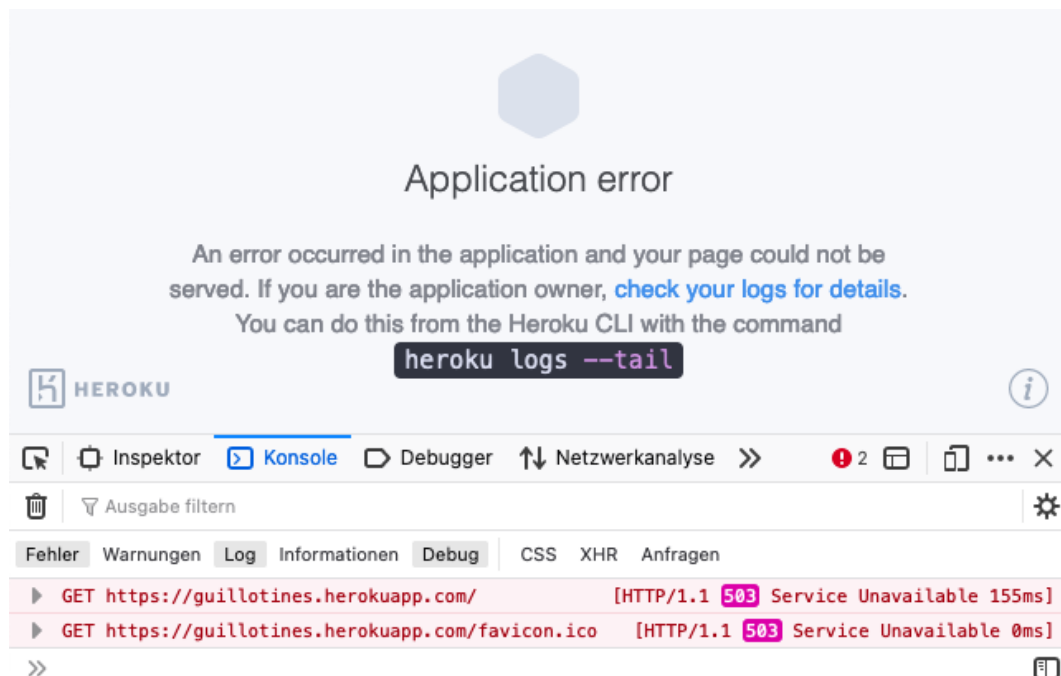 Application error
An error occurred in the application and your page could not be
served. If you are the application owner, check your logs for details.
You can do this from the Heroku CLI with the command
heroku logs --tail
HEROKU
Inspektor Konsole Debugger Netzwerkanalyse 2
Ausgabe filtern
Fehler Warnungen Log Informationen Debug CSS XHR Anfragen
GET https://guillotines.herokuapp.com/ [HTTP/1.1 503 Service Unavailable 155ms]
GET https://guillotines.herokuapp.com/favicon.ico [HTTP/1.1 503 Service Unavailable 0ms]